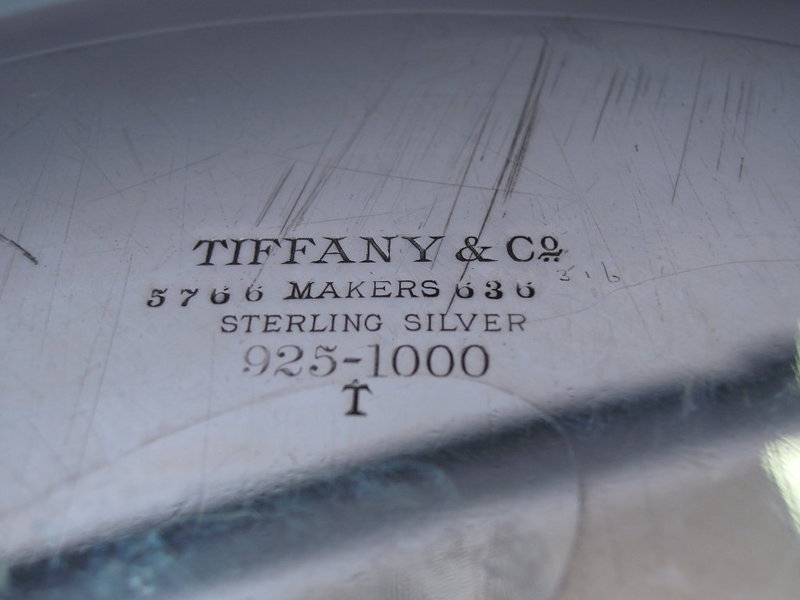 TIFFANY & Cº
5766 MAKERS 636
STERLING SILVER
925-1000
T